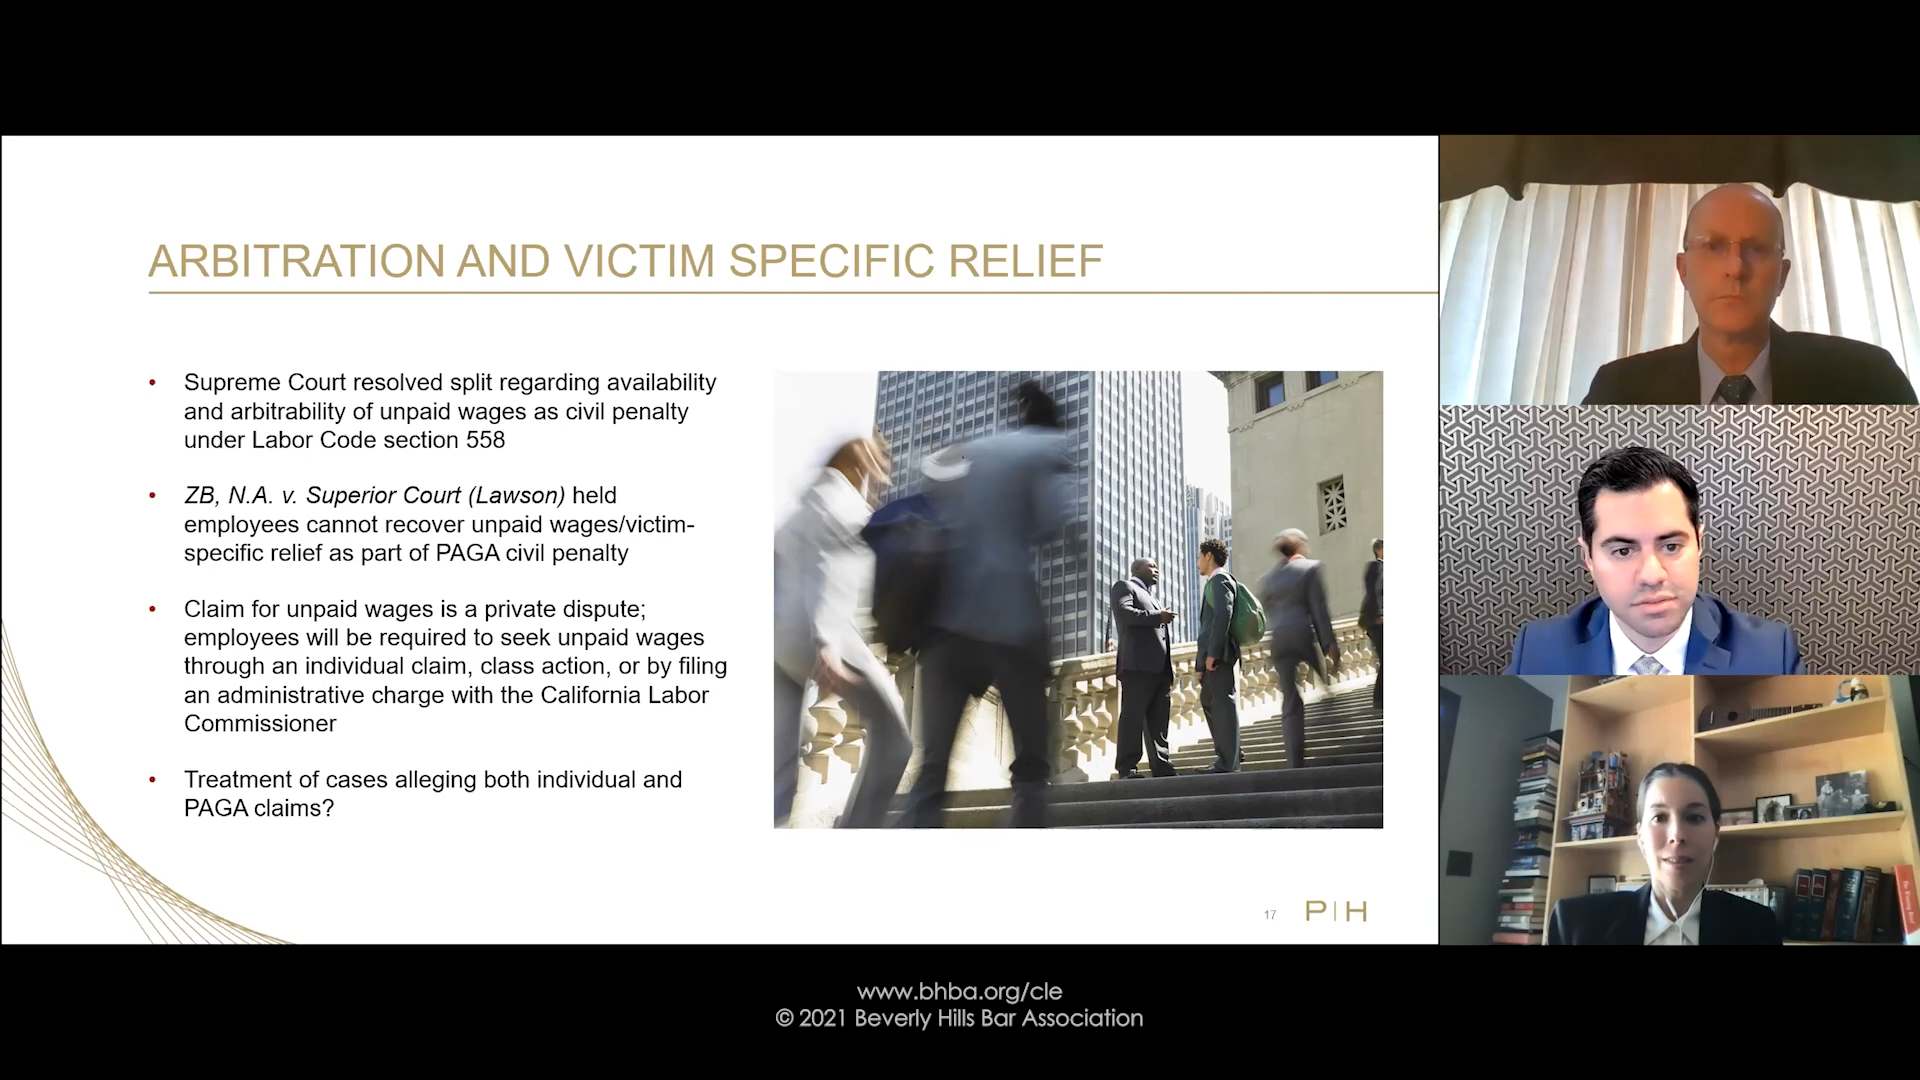 ARBITRATION AND VICTIM SPECIFIC RELIEF
• Supreme Court resolved split regarding availability
and arbitrability of unpaid wages as civil penalty
under Labor Code section 558
• ZB, N.A. v. Superior Court (Lawson) held
employees cannot recover unpaid wages/victim-
specific relief as part of PAGA civil penalty
• Claim for unpaid wages is a private dispute;
employees will be required to seek unpaid wages
through an individual claim, class action, or by filing
an administrative charge with the California Labor
Commissioner
• Treatment of cases alleging both individual and
PAGA claims?
17
P|H
www.bhba.org/cle
© 2021 Beverly Hills Bar Association